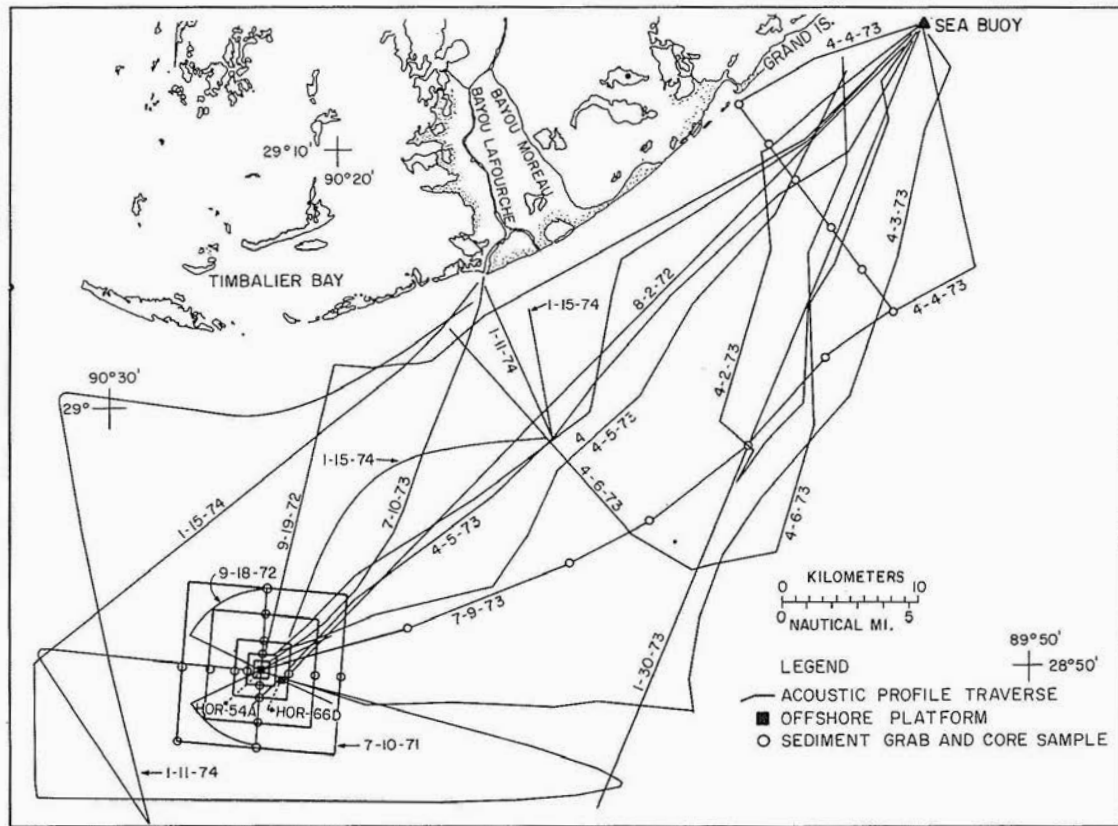 SEA BUOY
GRAND IS.
4-4-73
BAYOU MOREAU
BAYOU LAFOURCHE
29°10'
90°20'
TIMBALIER BAY
4-3-73
8-2-72
1-15-74
4-4-73
1-11-74
4-2-73
90°30'
29°
4
4-5-73
1-15-74
4-6-73
1-15-74
9-19-72
7-10-73
4-5-73
4-6-73
9-18-72
7-9-73
0 KILOMETERS 10
0 NAUTICAL MI. 5
89°50'
28°50'
1-30-73
LEGEND
ACOUSTIC PROFILE TRAVERSE
OFFSHORE PLATFORM
SEDIMENT GRAB AND CORE SAMPLE
HOR-54A
HOR-66D
7-10-71
1-11-74